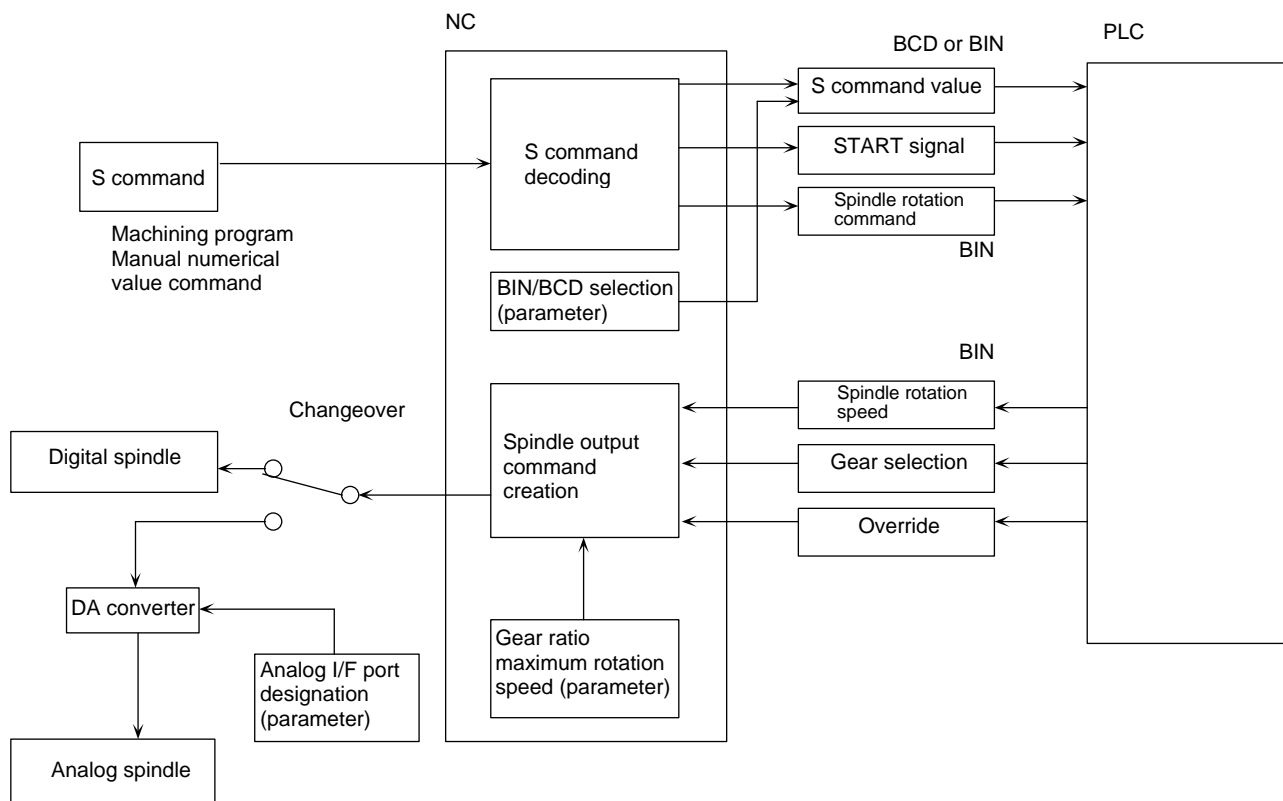 NC
BCD or BIN
PLC
S command value
S command
decoding
START signal
S command
Spindle rotation
command
Machining program
Manual numerical
value command
BIN
BIN/BCD selection
(parameter)
BIN
Spindle rotation
speed
Changeover
Digital spindle
Spindle output
command
creation
Gear selection
Override
DA converter
Gear ratio
maximum rotation
speed (parameter)
Analog I/F port
designation
(parameter)
Analog spindle